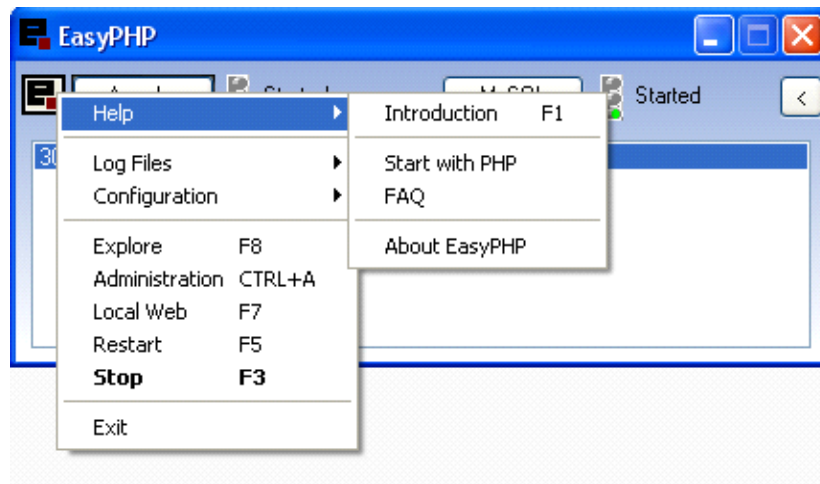 EasyPHP
Started
<
Help
Log Files
Configuration
Explore F8
Administration CTRL+A
Local Web F7
Restart F5
Stop F3
Exit
Introduction F1
Start with PHP
FAQ
About EasyPHP